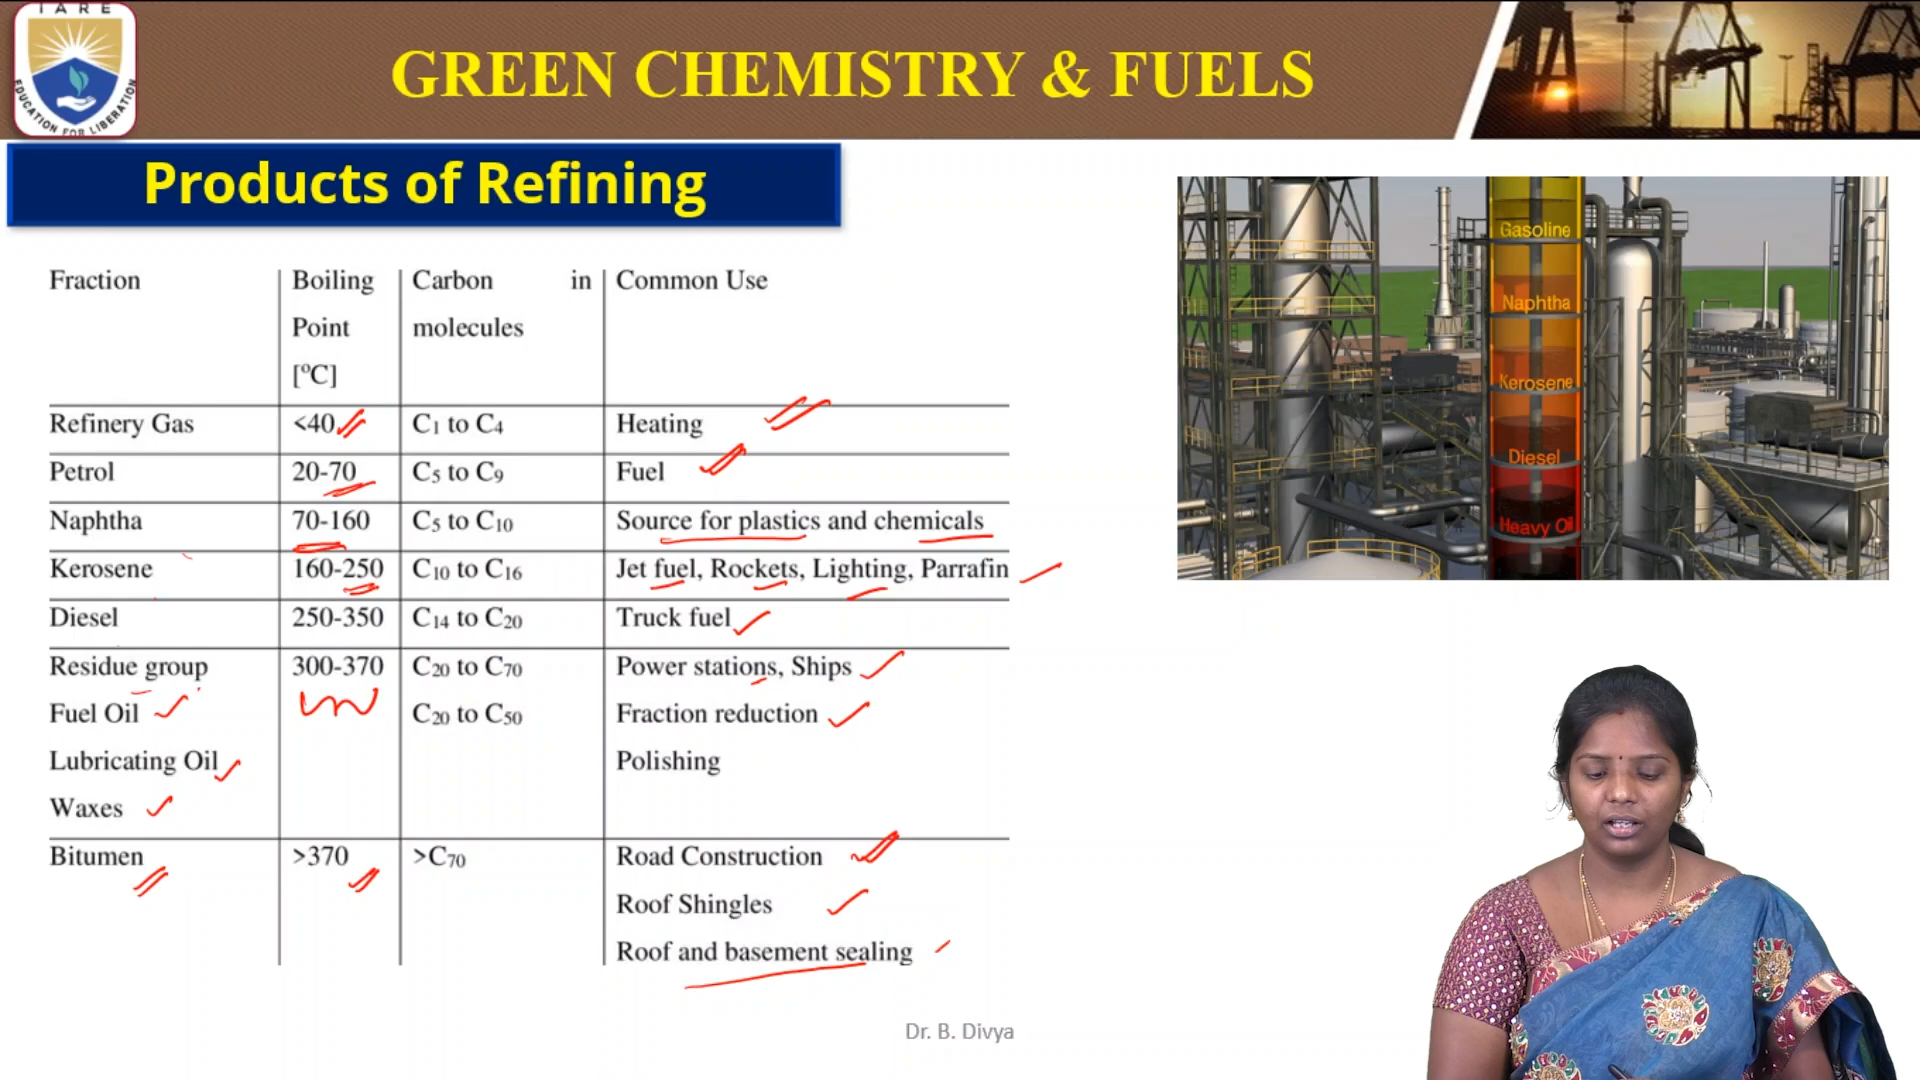 IARE
EDUCATION FOR LIBERATION
GREEN CHEMISTRY & FUELS
Products of Refining
Fraction Boiling Point [°C] Carbon in molecules Common Use
Refinery Gas <40 C1 to C4 Heating
Petrol 20-70 C5 to C9 Fuel
Naphtha 70-160 C5 to C10 Source for plastics and chemicals
Kerosene 160-250 C10 to C16 Jet fuel, Rockets, Lighting, Parrafin
Diesel 250-350 C14 to C20 Truck fuel
Residue group 300-370 C20 to C70 Power stations, Ships
Fuel Oil C20 to C50 Fraction reduction
Lubricating Oil Polishing
Waxes
Bitumen >370 >C70 Road Construction
Roof Shingles
Roof and basement sealing
Gasoline
Naphtha
Kerosene
Diesel
Heavy Oil
Dr. B. Divya